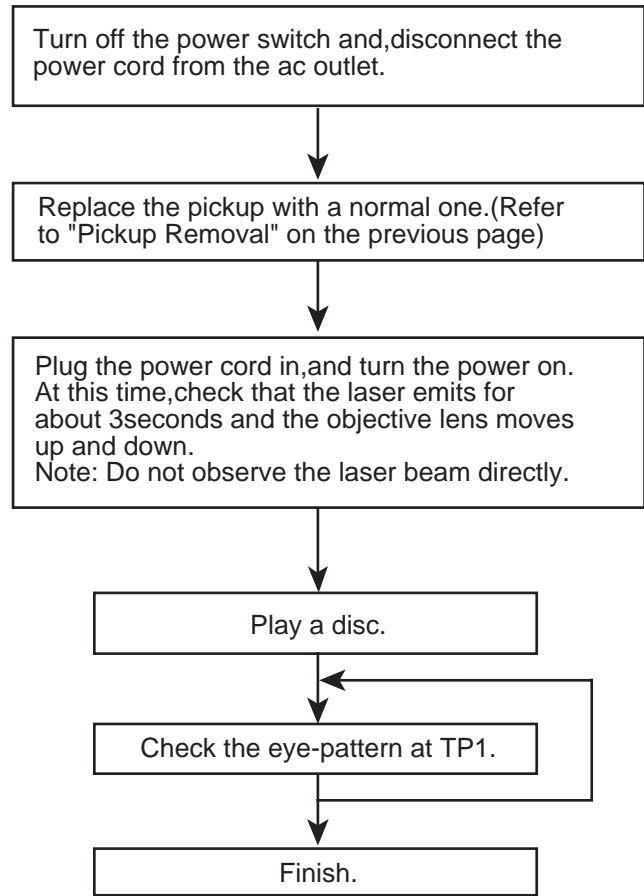 Turn off the power switch and,disconnect the
power cord from the ac outlet.
Replace the pickup with a normal one.(Refer
to "Pickup Removal" on the previous page)
Plug the power cord in,and turn the power on.
At this time,check that the laser emits for
about 3seconds and the objective lens moves
up and down.
Note: Do not observe the laser beam directly.
Play a disc.
Check the eye-pattern at TP1.
Finish.